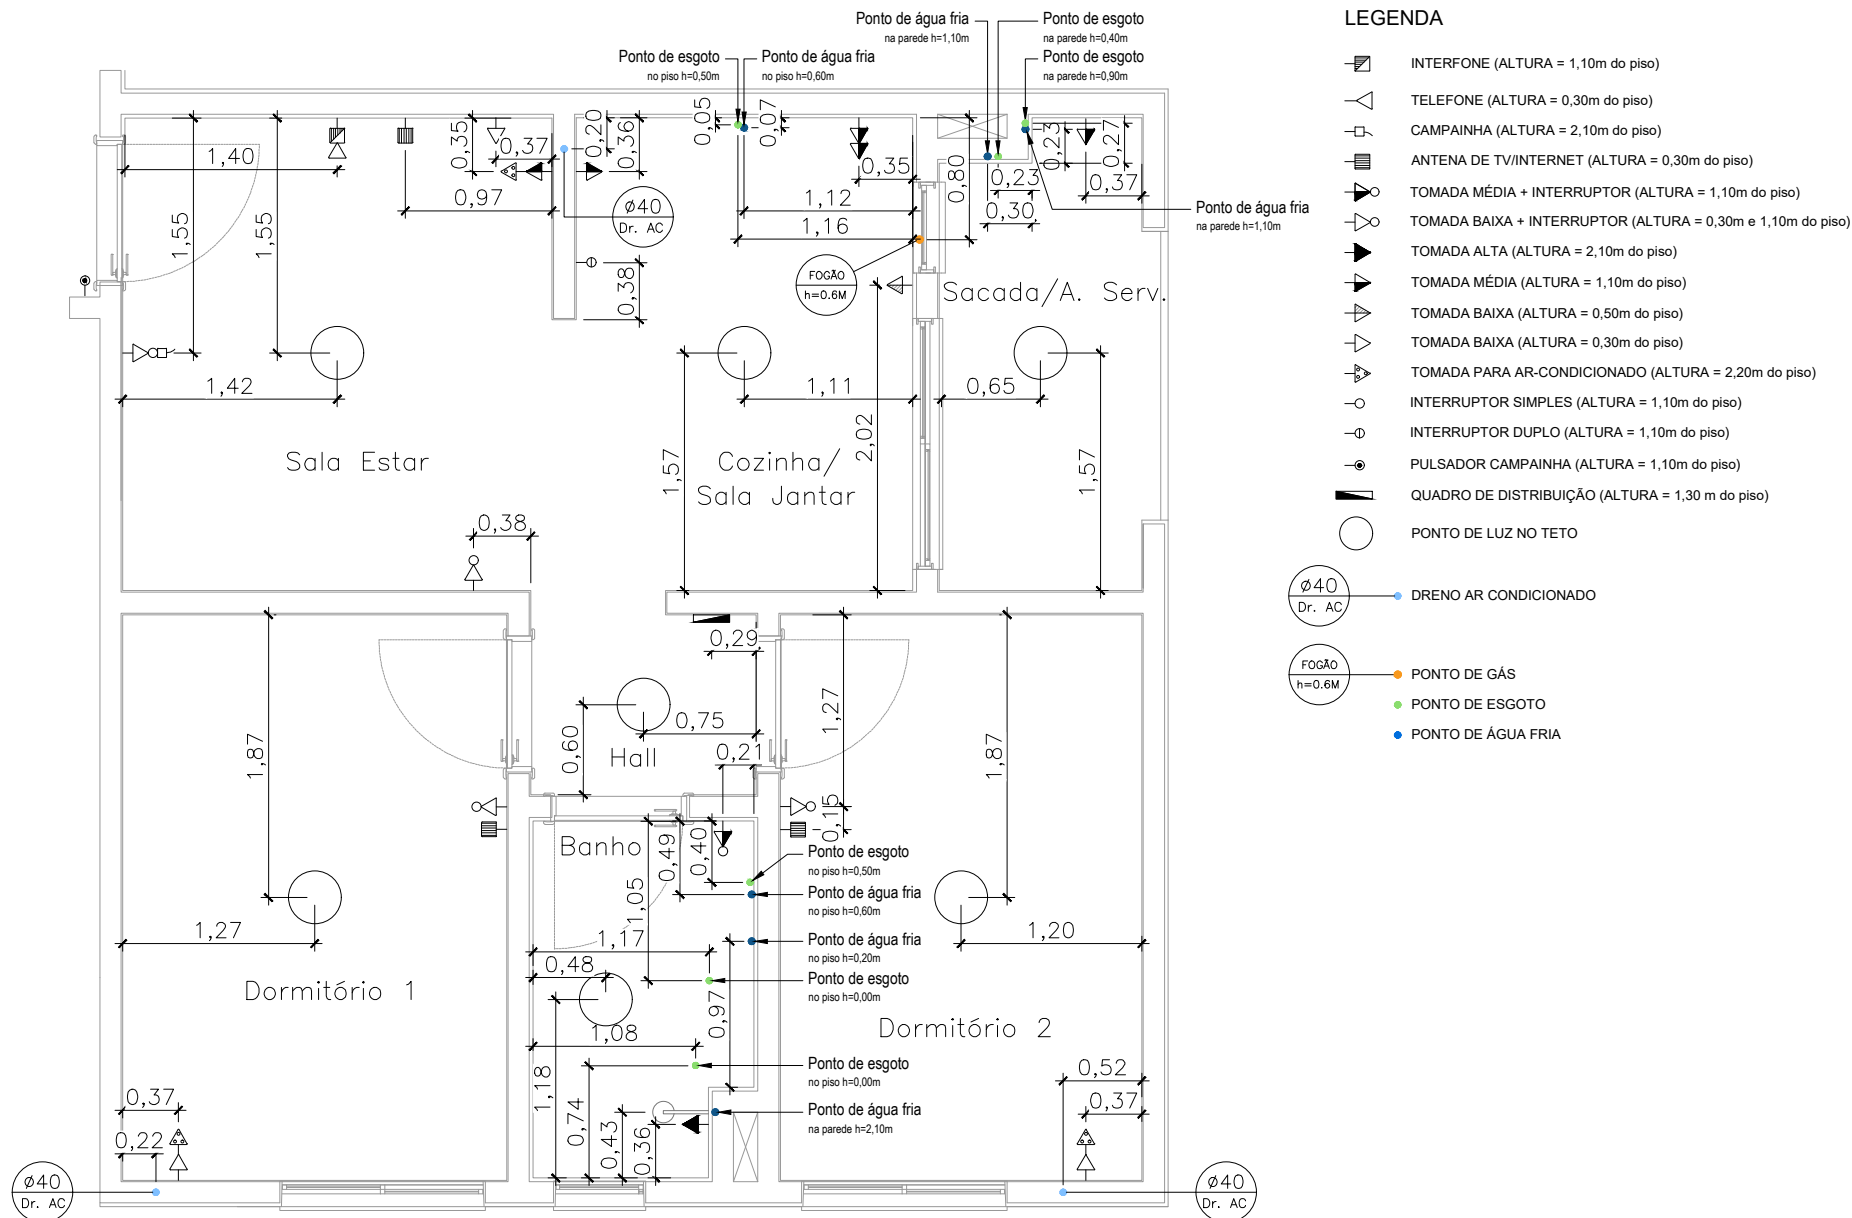 Ponto de água fria
na parede h=1,10m
Ponto de esgoto
na parede h=0,40m
Ponto de esgoto
no piso h=0,50m
Ponto de água fria
no piso h=0,60m
Ponto de esgoto
na parede h=0,90m
0,05
0,07
0,20
0,36
0,35
0,37
1,40
0,97
1,55
1,55
Ø40
Dr. AC
0,35
1,12
1,16
0,80
0,23
0,27
0,23
0,30
0,37
Ponto de água fria
na parede h=1,10m
0,38
FOGÃO
h=0.6M
Sacada/A. Serv.
1,42
1,11
0,65
2,02
1,57
1,57
Sala Estar
Cozinha/
Sala Jantar
0,38
0,29
0,75
0,60
Hall
0,21
1,27
0,15
1,87
1,87
Banho
0,49
0,40
1,05
Ponto de esgoto
no piso h=0,50m
Ponto de água fria
no piso h=0,60m
Ponto de água fria
no piso h=0,20m
Ponto de esgoto
no piso h=0,00m
1,27
1,17
0,48
1,20
0,97
Dormitório 1
Dormitório 2
1,08
1,18
0,74
0,43
0,36
Ponto de esgoto
no piso h=0,00m
Ponto de água fria
na parede h=2,10m
0,37
0,22
0,52
0,37
Ø40
Dr. AC
Ø40
Dr. AC
LEGENDA
INTERFONE (ALTURA = 1,10m do piso)
TELEFONE (ALTURA = 0,30m do piso)
CAMPAINHA (ALTURA = 2,10m do piso)
ANTENA DE TV/INTERNET (ALTURA = 0,30m do piso)
TOMADA MÉDIA + INTERRUPTOR (ALTURA = 1,10m do piso)
TOMADA BAIXA + INTERRUPTOR (ALTURA = 0,30m e 1,10m do piso)
TOMADA ALTA (ALTURA = 2,10m do piso)
TOMADA MÉDIA (ALTURA = 1,10m do piso)
TOMADA BAIXA (ALTURA = 0,50m do piso)
TOMADA BAIXA (ALTURA = 0,30m do piso)
TOMADA PARA AR-CONDICIONADO (ALTURA = 2,20m do piso)
INTERRUPTOR SIMPLES (ALTURA = 1,10m do piso)
INTERRUPTOR DUPLO (ALTURA = 1,10m do piso)
PULSADOR CAMPAINHA (ALTURA = 1,10m do piso)
QUADRO DE DISTRIBUIÇÃO (ALTURA = 1,30 m do piso)
PONTO DE LUZ NO TETO
Ø40
Dr. AC
DRENO AR CONDICIONADO
FOGÃO
h=0.6M
PONTO DE GÁS
PONTO DE ESGOTO
PONTO DE ÁGUA FRIA